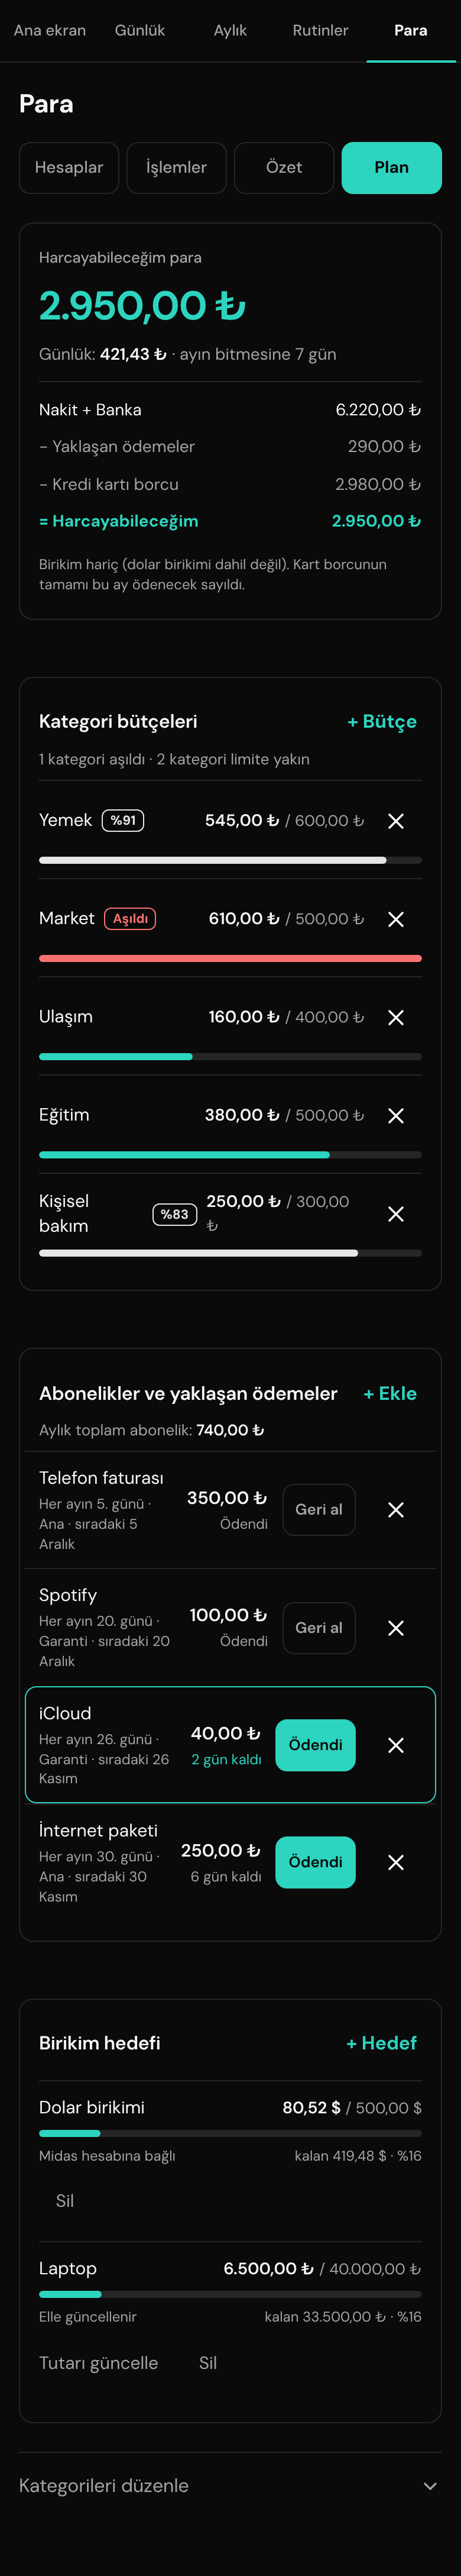 Ana ekran Günlük Aylık Rutinler Para
Para
Hesaplar İşlemler Özet Plan
Harcayabileceğim para
2.950,00 ₺
Günlük: 421,43 ₺ · ayın bitmesine 7 gün
Nakit + Banka 6.220,00 ₺
− Yaklaşan ödemeler 290,00 ₺
− Kredi kartı borcu 2.980,00 ₺
= Harcayabileceğim 2.950,00 ₺
Birikim hariç (dolar birikimi dahil değil). Kart borcunun
tamamı bu ay ödenecek sayıldı.
Kategori bütçeleri + Bütçe
1 kategori aşıldı · 2 kategori limite yakın
Yemek %91 545,00 ₺ / 600,00 ₺
Market Aşıldı 610,00 ₺ / 500,00 ₺
Ulaşım 160,00 ₺ / 400,00 ₺
Eğitim 380,00 ₺ / 500,00 ₺
Kişisel
bakım %83 250,00 ₺ / 300,00
₺
Abonelikler ve yaklaşan ödemeler + Ekle
Aylık toplam abonelik: 740,00 ₺
Telefon faturası
Her ayın 5. günü ·
Ana · sıradaki 5
Aralık
350,00 ₺
Ödendi
Geri al
Spotify
Her ayın 20. günü ·
Garanti · sıradaki 20
Aralık
100,00 ₺
Ödendi
Geri al
iCloud
Her ayın 26. günü ·
Garanti · sıradaki 26
Kasım
40,00 ₺
2 gün kaldı
Ödendi
İnternet paketi
Her ayın 30. günü ·
Ana · sıradaki 30
Kasım
250,00 ₺
6 gün kaldı
Ödendi
Birikim hedefi + Hedef
Dolar birikimi 80,52 $ / 500,00 $
Midas hesabına bağlı kalan 419,48 $ · %16
Sil
Laptop 6.500,00 ₺ / 40.000,00 ₺
Elle güncellenir kalan 33.500,00 ₺ · %16
Tutarı güncelle Sil
Kategorileri düzenle